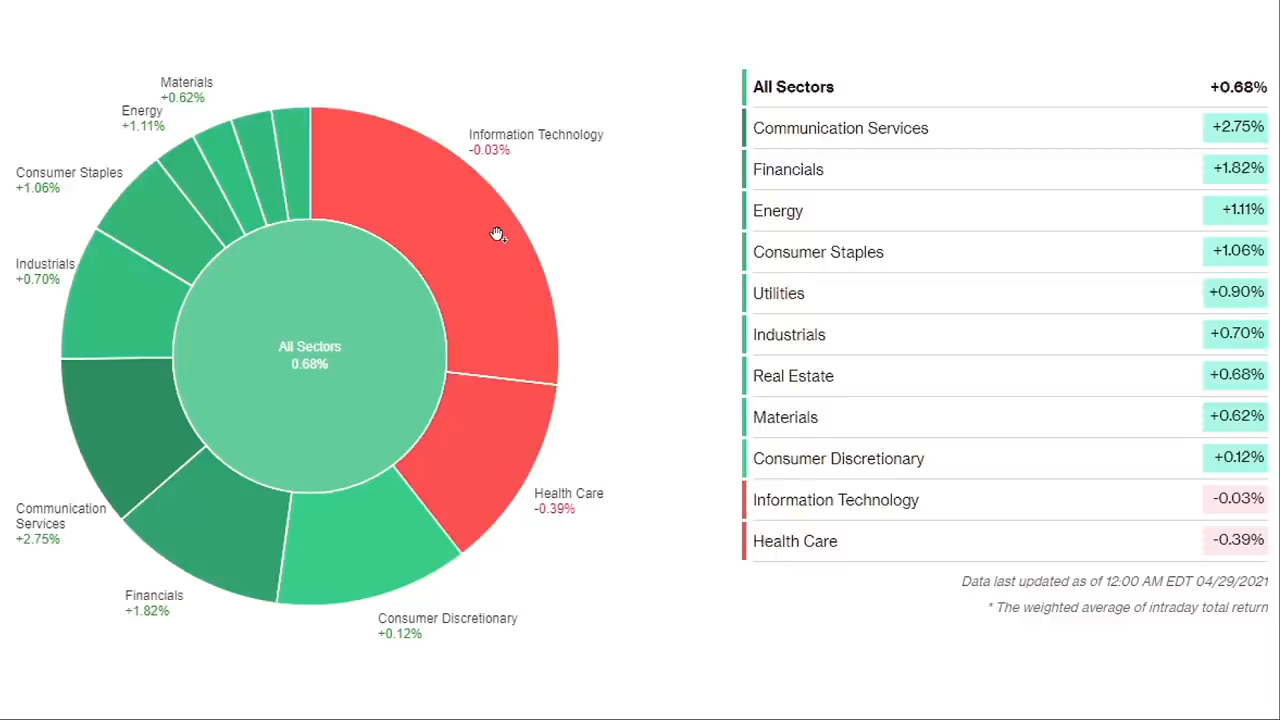 Materials
+0.62%
Energy
+1.11%
Consumer Staples
+1.06%
Industrials
+0.70%
Communication
Services
+2.75%
Financials
+1.82%
Consumer Discretionary
+0.12%
Health Care
-0.39%
Information Technology
-0.03%
All Sectors
0.68%
All Sectors +0.68%
Communication Services +2.75%
Financials +1.82%
Energy +1.11%
Consumer Staples +1.06%
Utilities +0.90%
Industrials +0.70%
Real Estate +0.68%
Materials +0.62%
Consumer Discretionary +0.12%
Information Technology -0.03%
Health Care -0.39%
Data last updated as of 12:00 AM EDT 04/29/2021
* The weighted average of intraday total return